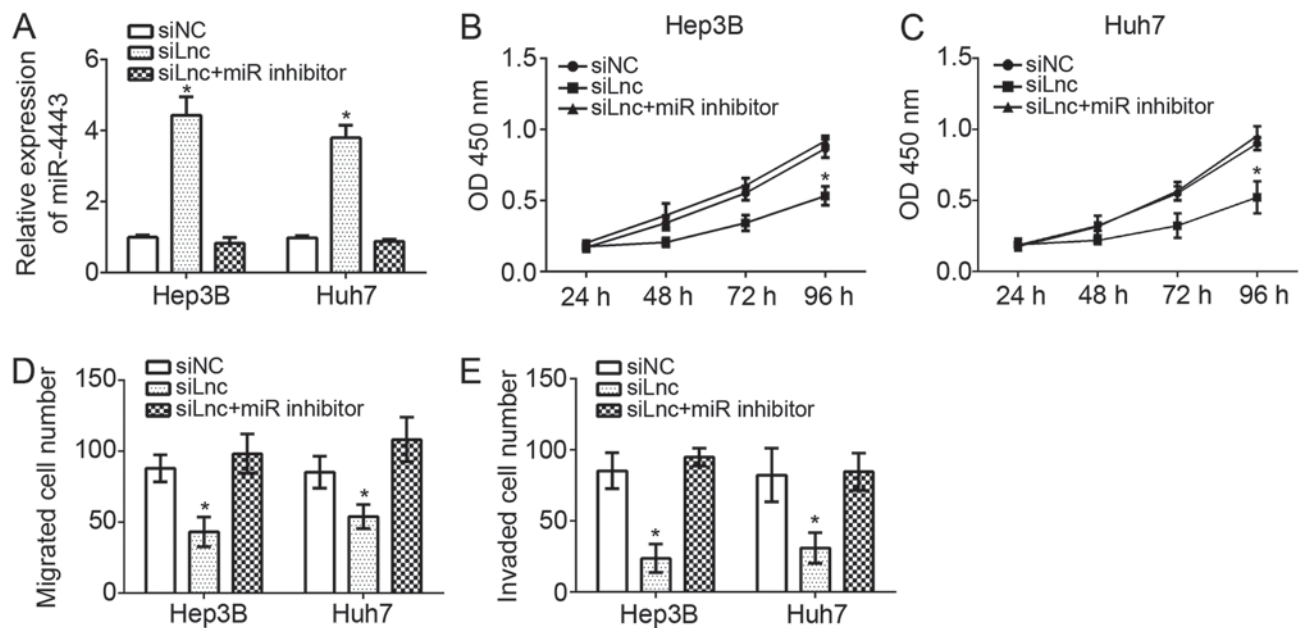 A
siNC
siLnc
siLnc+miR inhibitor
Relative expression
of miR-4443
6
4
2
0
*
*
Hep3B
Huh7
B
Hep3B
siNC
siLnc
siLnc+miR inhibitor
OD 450 nm
1.5
1.0
0.5
0.0
*
24 h
48 h
72 h
96 h
C
Huh7
siNC
siLnc
siLnc+miR inhibitor
OD 450 nm
1.5
1.0
0.5
0.0
*
24 h
48 h
72 h
96 h
D
siNC
siLnc
siLnc+miR inhibitor
Migrated cell number
150
100
50
0
*
*
Hep3B
Huh7
E
siNC
siLnc
siLnc+miR inhibitor
Invaded cell number
150
100
50
0
*
*
Hep3B
Huh7